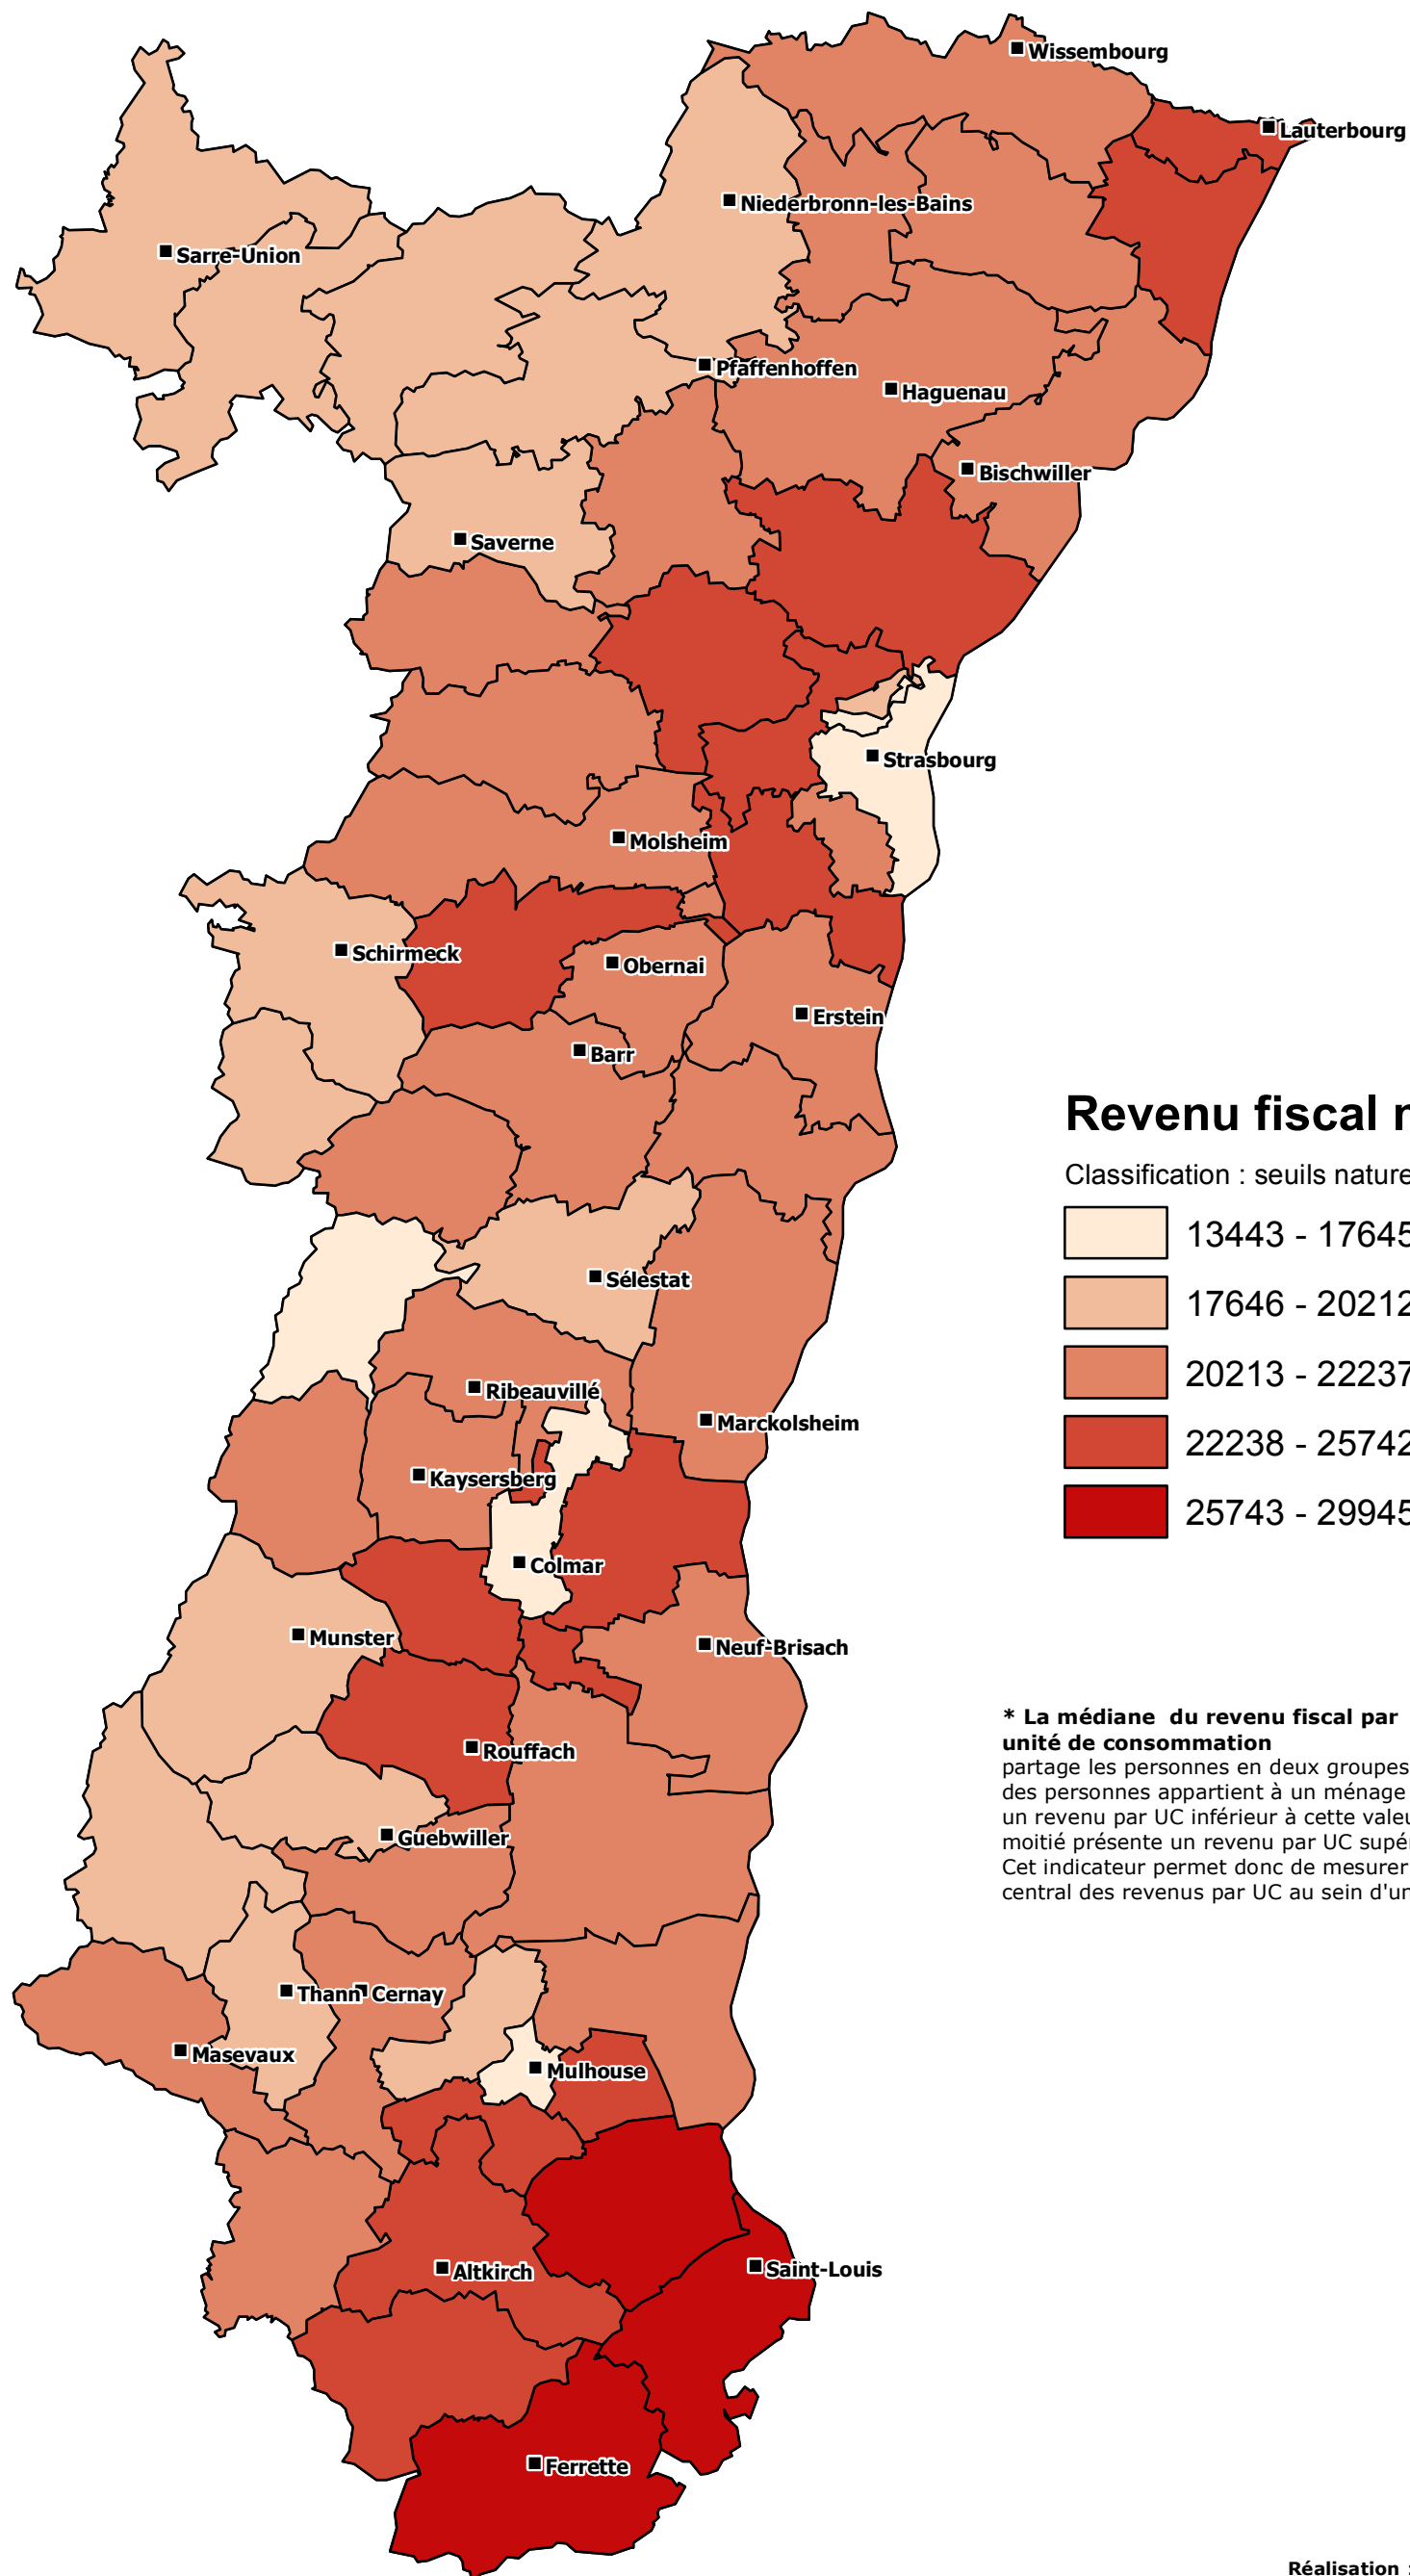 Wissembourg
Lauterbourg
Niederbronn-les-Bains
Sarre-Union
Pfaffenhoffen
Haguenau
Bischwiller
Saverne
Strasbourg
Molsheim
Schirmeck
Obernai
Erstein
Barr
Revenu fiscal
Classification : seuils nature
13443 - 17645
17646 - 20212
20213 - 22237
22238 - 25742
25743 - 29945
Sélestat
Ribeauvillé
Marckolsheim
Kaysersberg
Colmar
Munster
Neuf-Brisach
* La médiane du revenu fiscal par
unité de consommation
partage les personnes en deux groupes
des personnes appartient à un ménage
un revenu par UC inférieur à cette valeu
moitié présente un revenu par UC supér
Cet indicateur permet donc de mesurer
central des revenus par UC au sein d'un
Rouffach
Guebwiller
Thann
Cernay
Masevaux
Mulhouse
Altkirch
Saint-Louis
Ferrette
Réalisation :